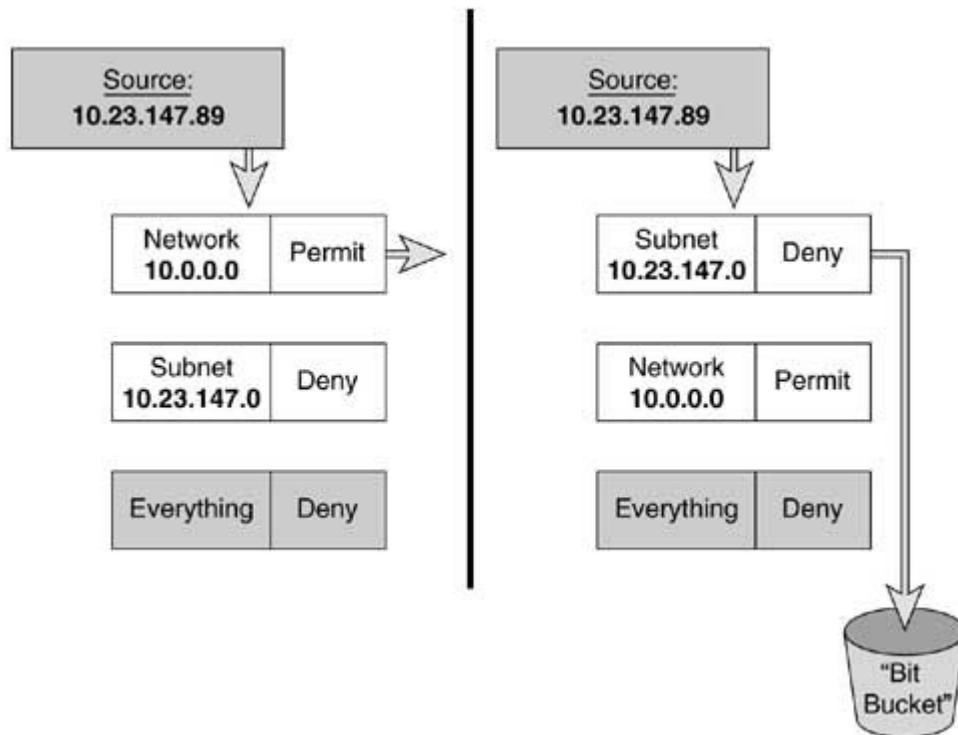 Source:
10.23.147.89
Network
10.0.0.0
Permit
Subnet
10.23.147.0
Deny
Everything
Deny
Source:
10.23.147.89
Subnet
10.23.147.0
Deny
Network
10.0.0.0
Permit
Everything
Deny
“Bit
Bucket”